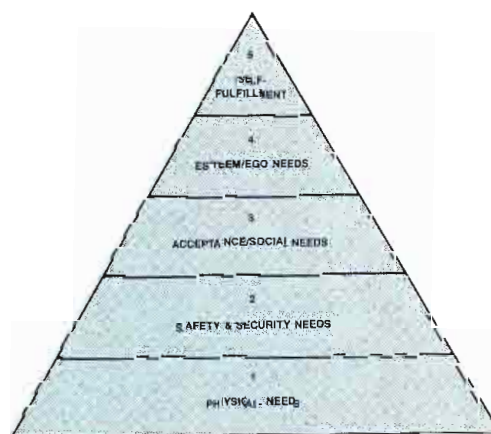 5
SELF-
FULFILLMENT
4
ESTEEM/EGO NEEDS
3
ACCEPTANCE/SOCIAL NEEDS
2
SAFETY & SECURITY NEEDS
1
PHYSICAL NEEDS